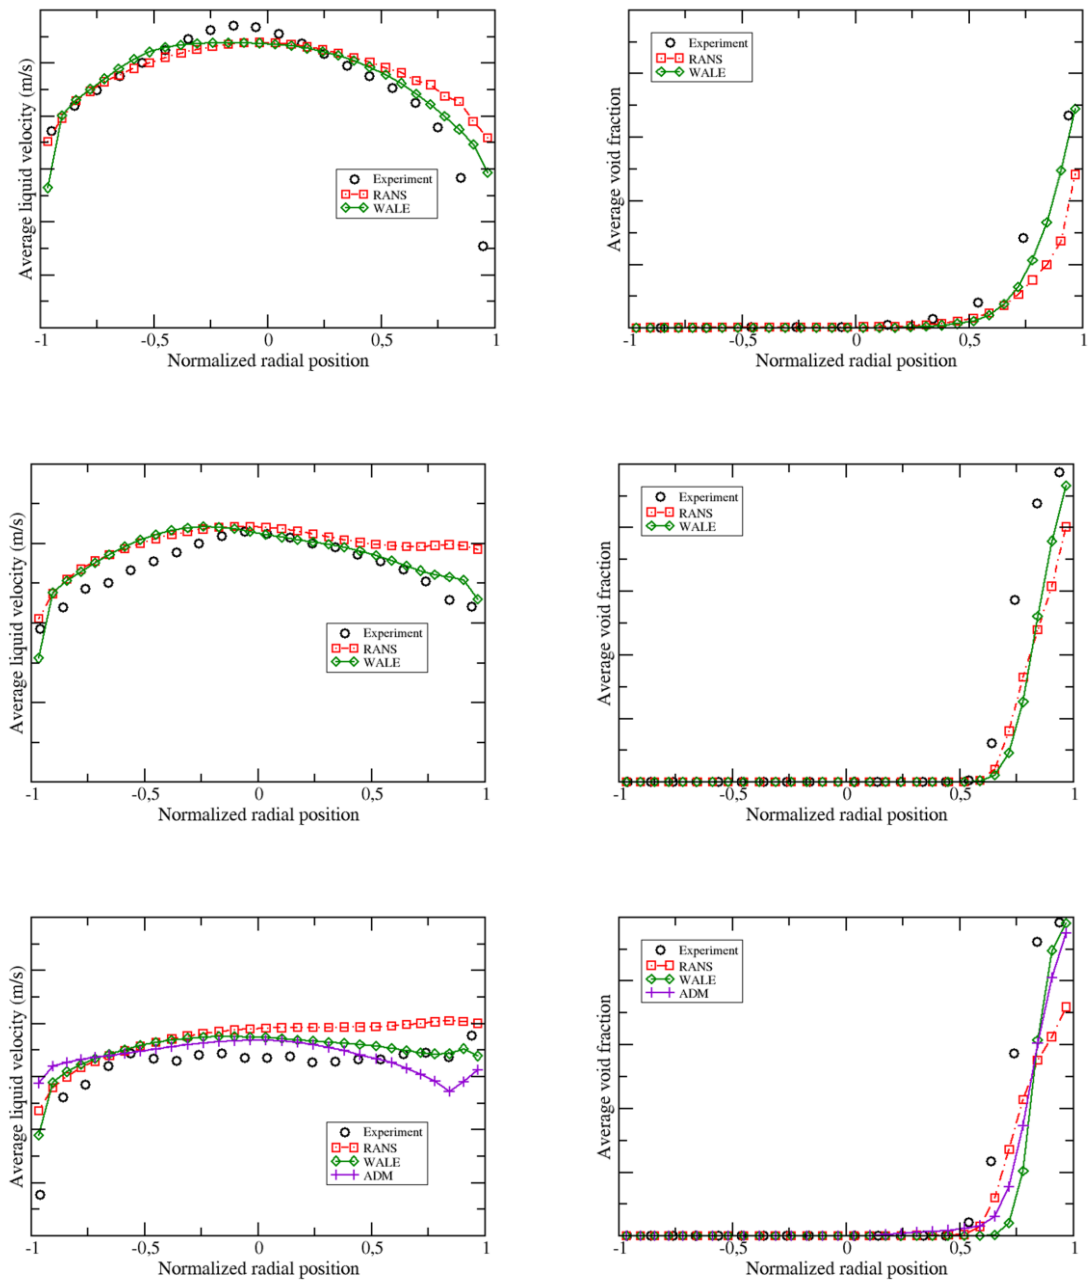 Average liquid velocity (m/s)
Experiment
RANS
WALE
-1
-0,5
0
0,5
1
Normalized radial position
Average void fraction
Experiment
RANS
WALE
-1
-0,5
0
0,5
1
Normalized radial position
Average liquid velocity (m/s)
Experiment
RANS
WALE
-1
-0,5
0
0,5
1
Normalized radial position
Average void fraction
Experiment
RANS
WALE
-1
-0,5
0
0,5
1
Normalized radial position
Average liquid velocity (m/s)
Experiment
RANS
WALE
ADM
-1
-0,5
0
0,5
1
Normalized radial position
Average void fraction
Experiment
RANS
WALE
ADM
-1
-0,5
0
0,5
1
Normalized radial position